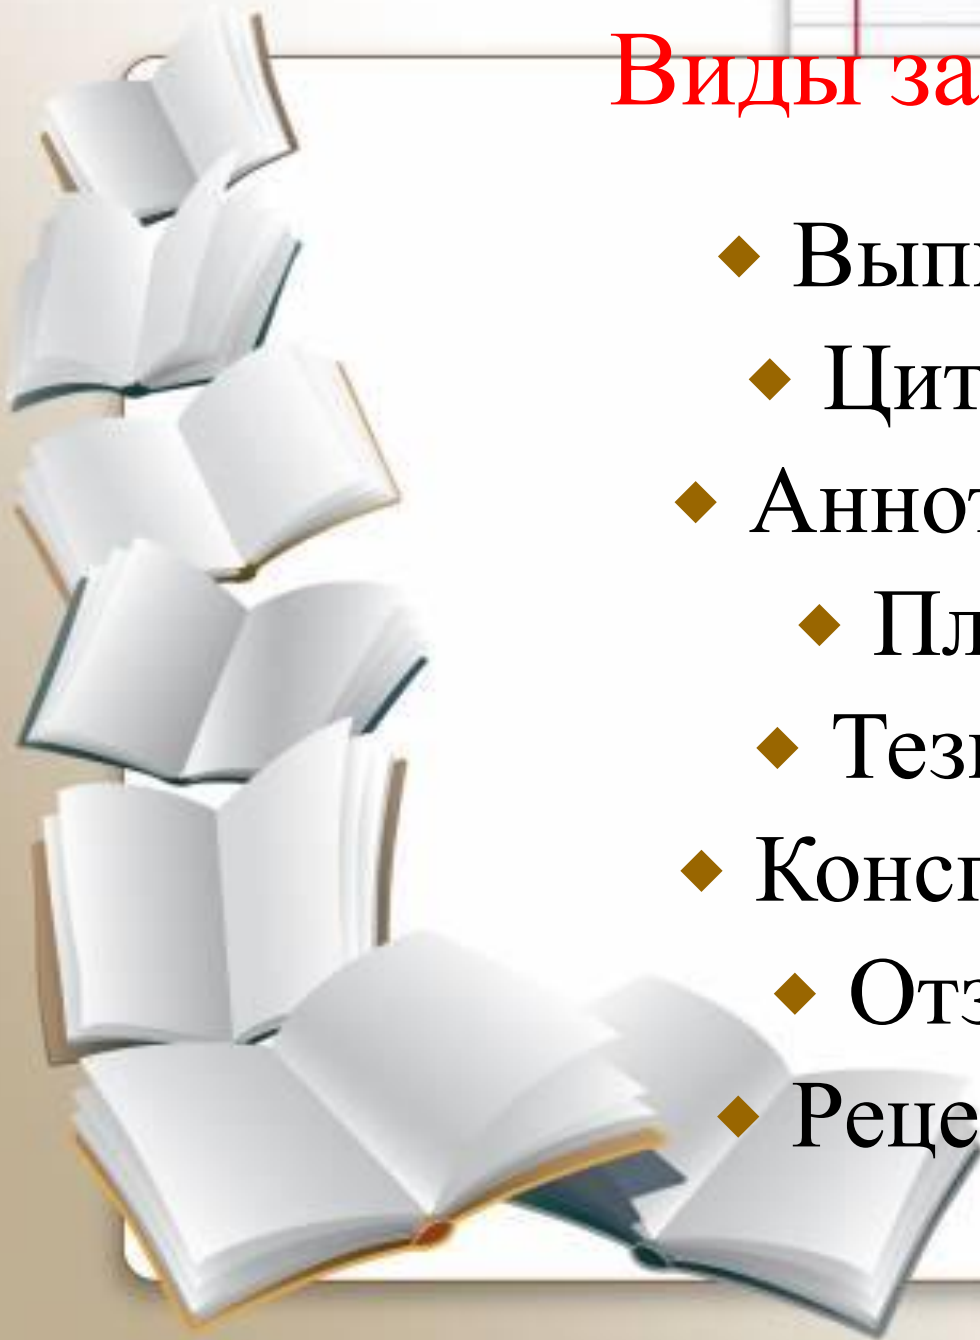 Виды за
Вып
Цит
Аннот
Пл
Тез
Консп
Отз
Реце